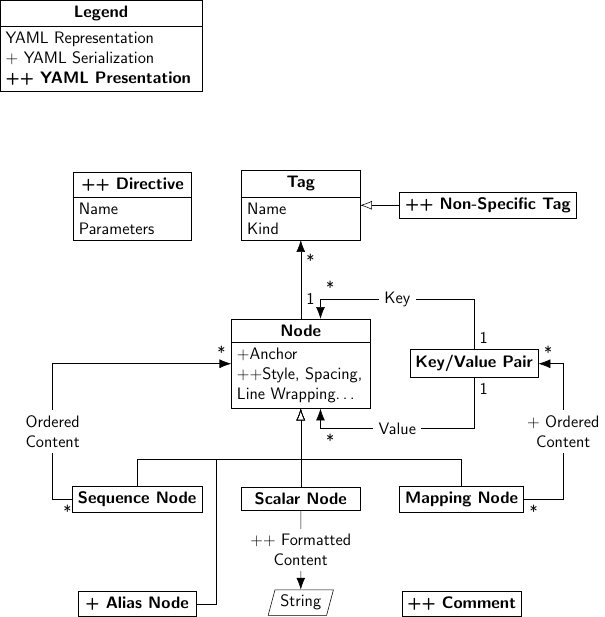 Legend
YAML Representation
+ YAML Serialization
++ YAML Presentation
++ Directive
Name
Parameters
Tag
Name
Kind
++ Non-Specific Tag
*
1
*
Key
1
Node
+Anchor
++Style, Spacing,
Line Wrapping...
*
Key/Value Pair
*
1
Value
*
Ordered
Content
+ Ordered
Content
Sequence Node
*
Scalar Node
Mapping Node
*
++ Formatted
Content
String
+ Alias Node
++ Comment